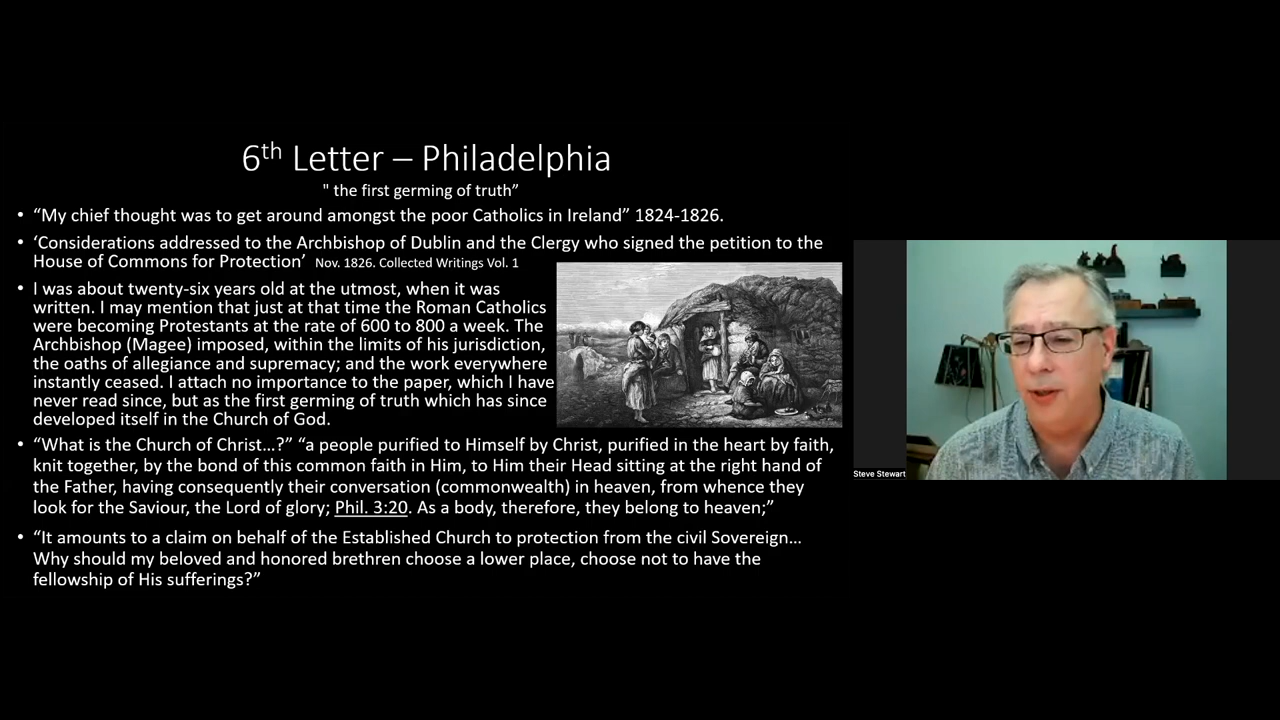 6th Letter – Philadelphia
" the first germing of truth”
• “My chief thought was to get around amongst the poor Catholics in Ireland” 1824-1826.
• ‘Considerations addressed to the Archbishop of Dublin and the Clergy who signed the petition to the
House of Commons for Protection’ Nov. 1826. Collected Writings Vol. 1
• I was about twenty-six years old at the utmost, when it was
written. I may mention that just at that time the Roman Catholics
were becoming Protestants at the rate of 600 to 800 a week. The
Archbishop (Magee) imposed, within the limits of his jurisdiction,
the oaths of allegiance and supremacy; and the work everywhere
instantly ceased. I attach no importance to the paper, which I have
never read since, but as the first germing of truth which has since
developed itself in the Church of God.
• “What is the Church of Christ…?” “a people purified to Himself by Christ, purified in the heart by faith,
knit together, by the bond of this common faith in Him, to Him their Head sitting at the right hand of
the Father, having consequently their conversation (commonwealth) in heaven, from whence they
look for the Saviour, the Lord of glory; Phil. 3:20. As a body, therefore, they belong to heaven;”
• “It amounts to a claim on behalf of the Established Church to protection from the civil Sovereign…
Why should my beloved and honored brethren choose a lower place, choose not to have the
fellowship of His sufferings?”
Steve Stewart